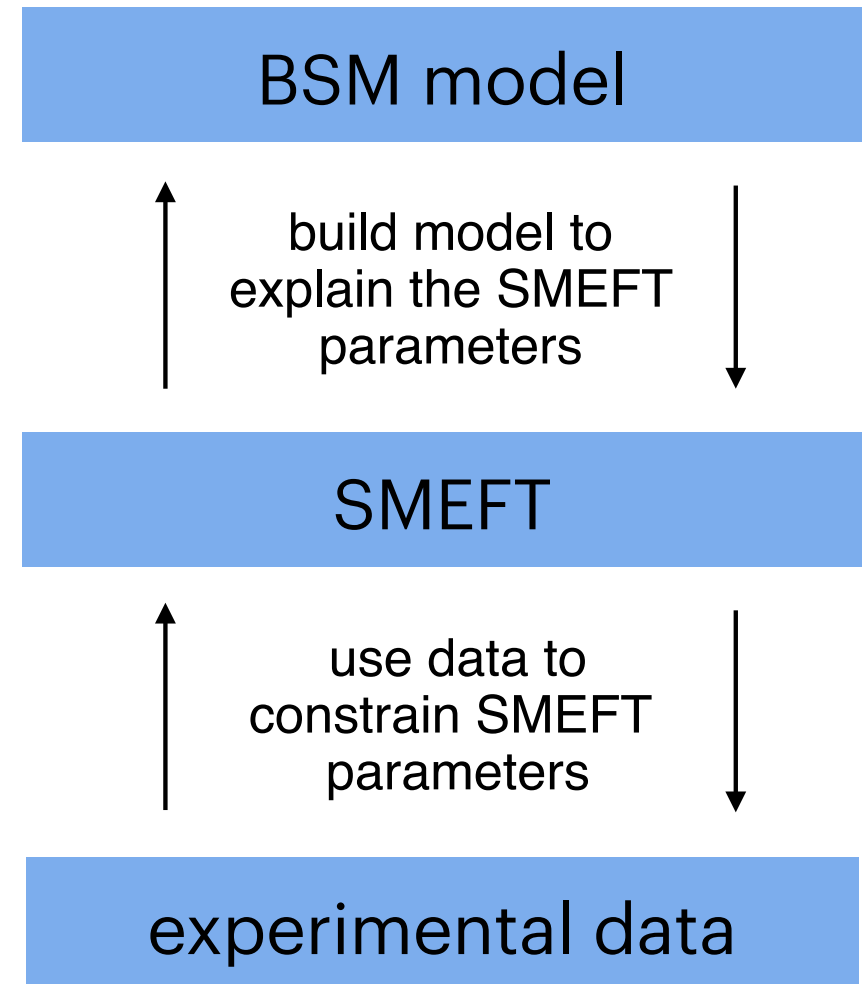 BSM model
build model to
explain the SMEFT
parameters
SMEFT
use data to
constrain SMEFT
parameters
experimental data